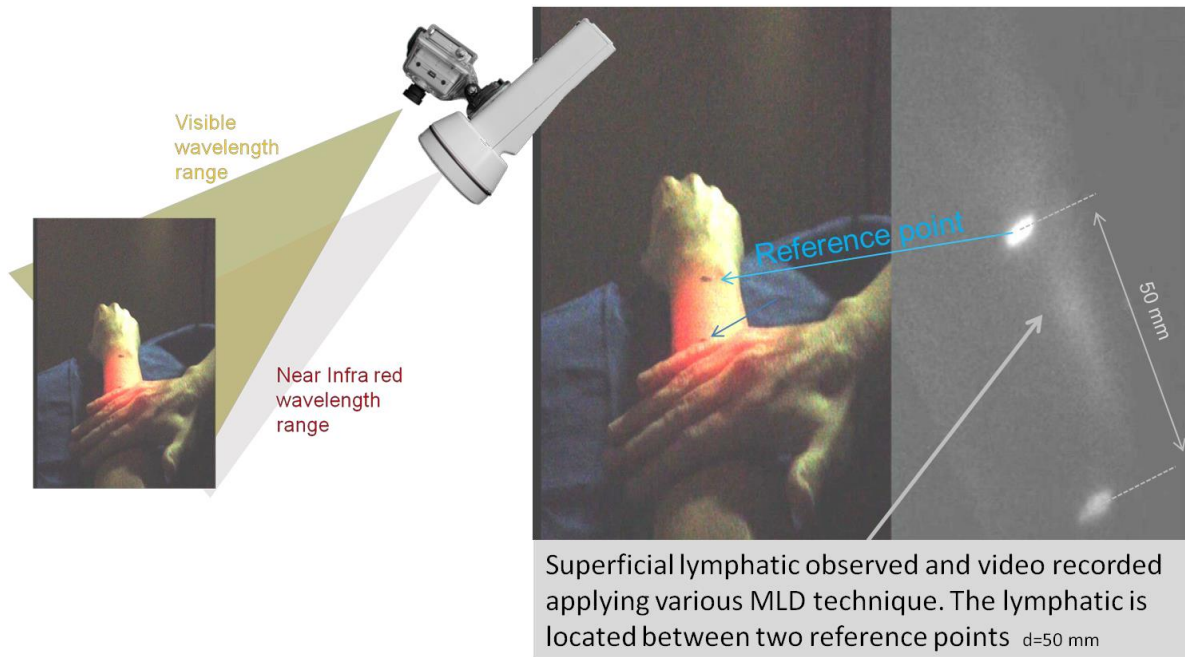 Visible
wavelength
range
Near Infra red
wavelength
range
Reference point
50 mm
Superficial lymphatic observed and video recorded
applying various MLD technique. The lymphatic is
located between two reference points d=50 mm